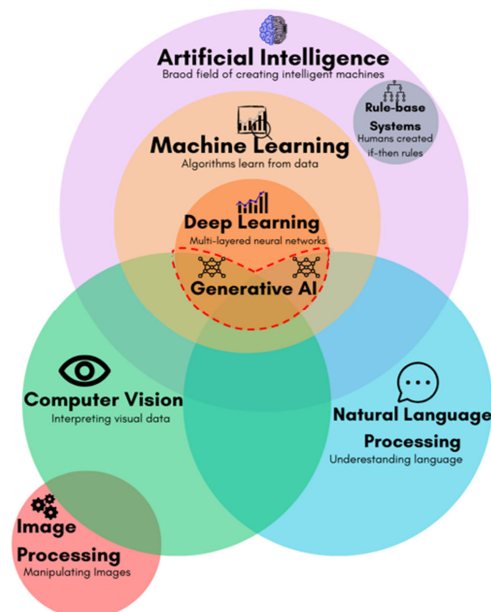 Artificial Intelligence
Braod field of creating intelligent machines
Rule-base
Systems
Humans created
if-then rules
Machine Learning
Algorithms learn from data
Deep Learning
Multi-layered neural networks
Generative AI
Computer Vision
Interpreting visual data
Natural Language
Processing
Underestanding language
Image
Processing
Manipulating Images